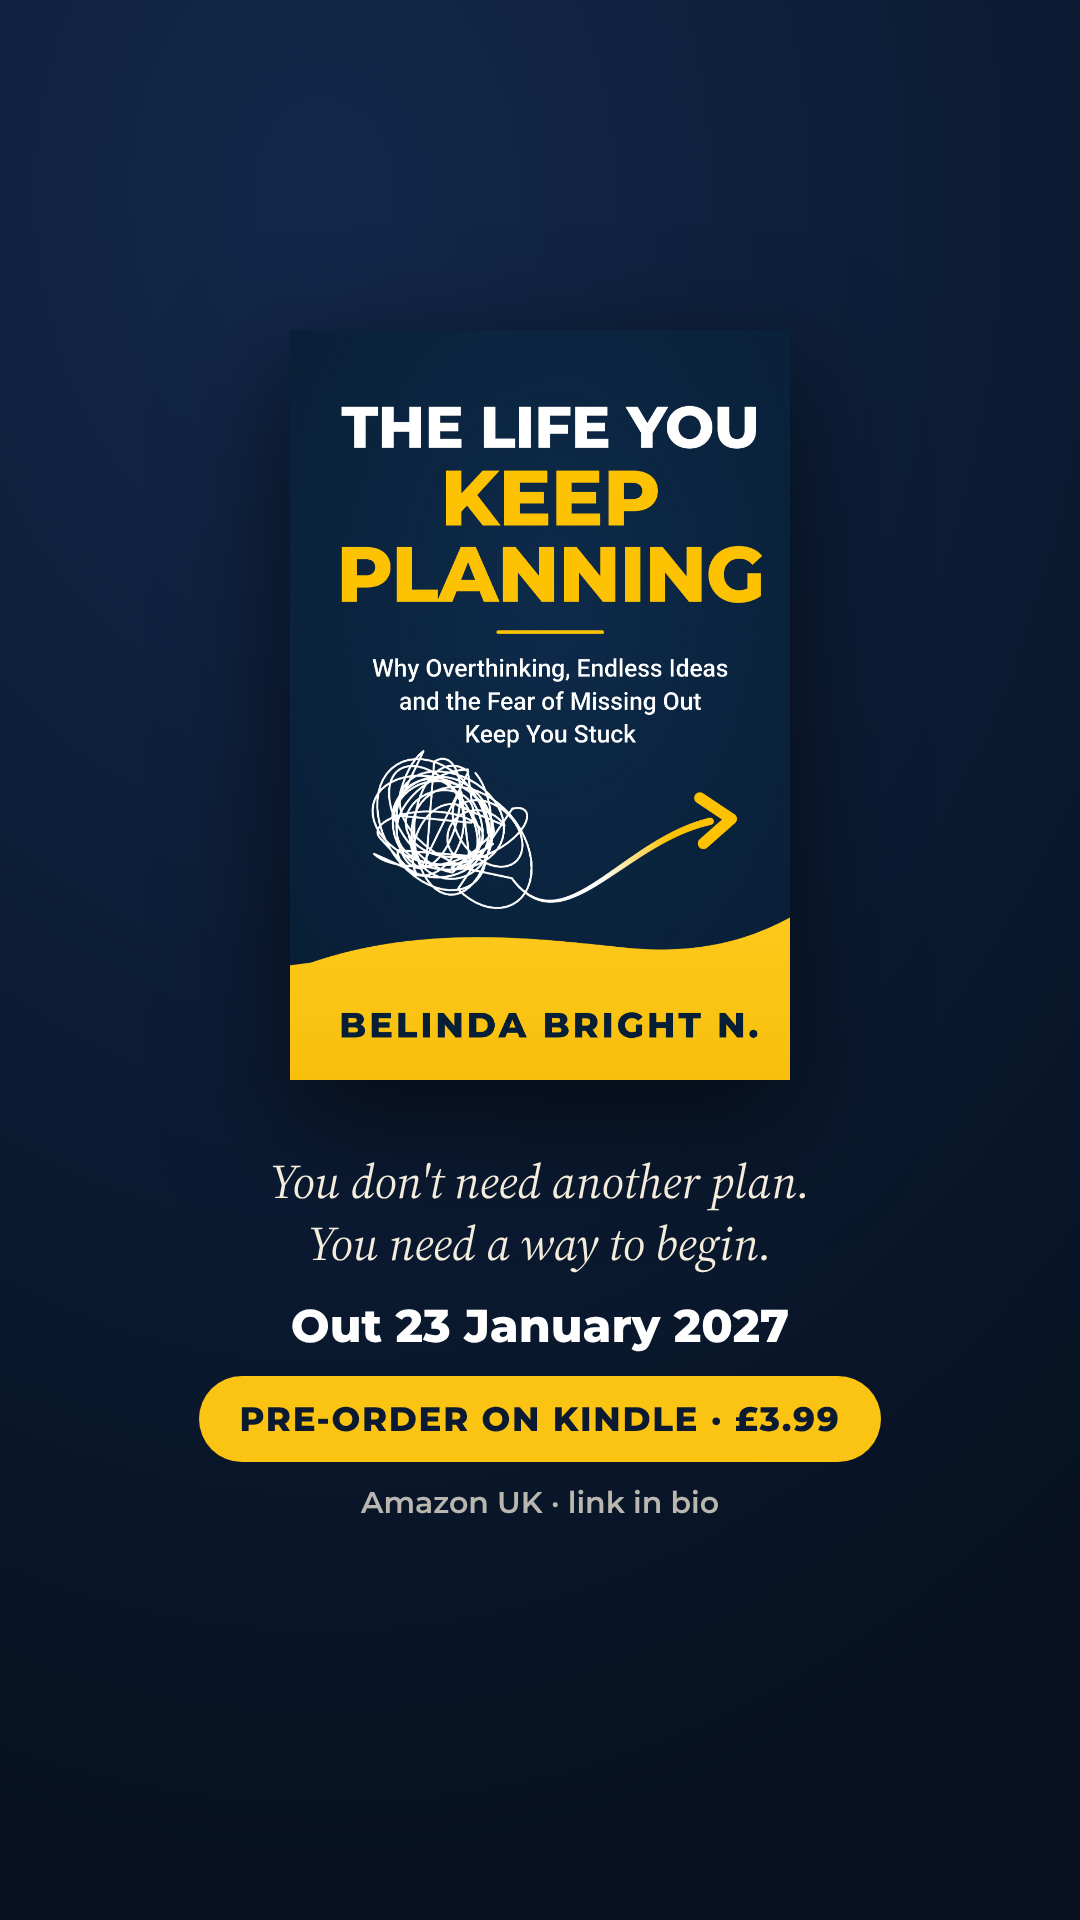 THE LIFE YOU
KEEP
PLANNING
Why Overthinking, Endless Ideas
and the Fear of Missing Out
Keep You Stuck
BELINDA BRIGHT N.
You don't need another plan.
You need a way to begin.
Out 23 January 2027
PRE-ORDER ON KINDLE · £3.99
Amazon UK · link in bio